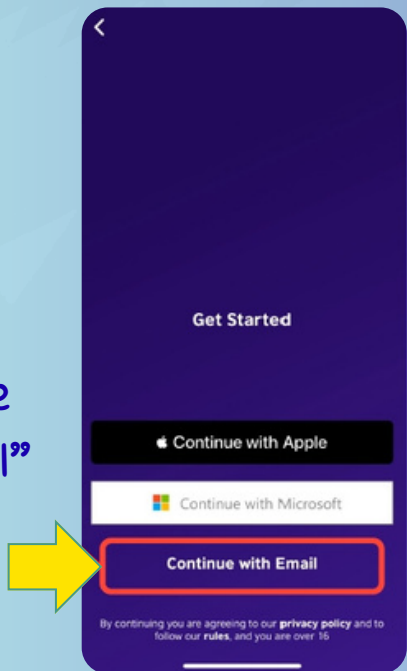 Get Started
Continue with Apple
Continue with Microsoft
Continue with Email
By continuing you are agreeing to our privacy policy and to
follow our rules, and you are over 16